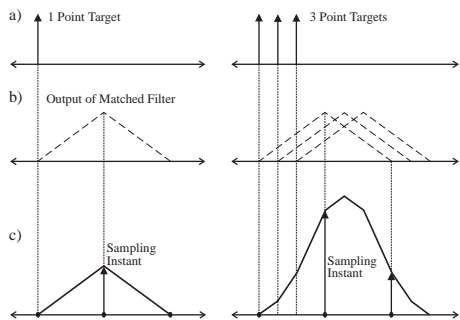 a)
1 Point Target
3 Point Targets
b)
Output of Matched Filter
c)
Sampling
Instant
Sampling
Instant